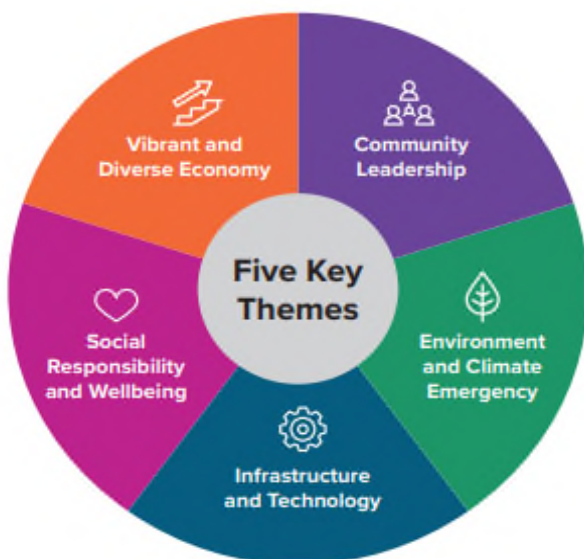 Five Key
Themes
Community
Leadership
Environment
and Climate
Emergency
Infrastructure
and Technology
Social
Responsibility
and Wellbeing
Vibrant and
Diverse Economy